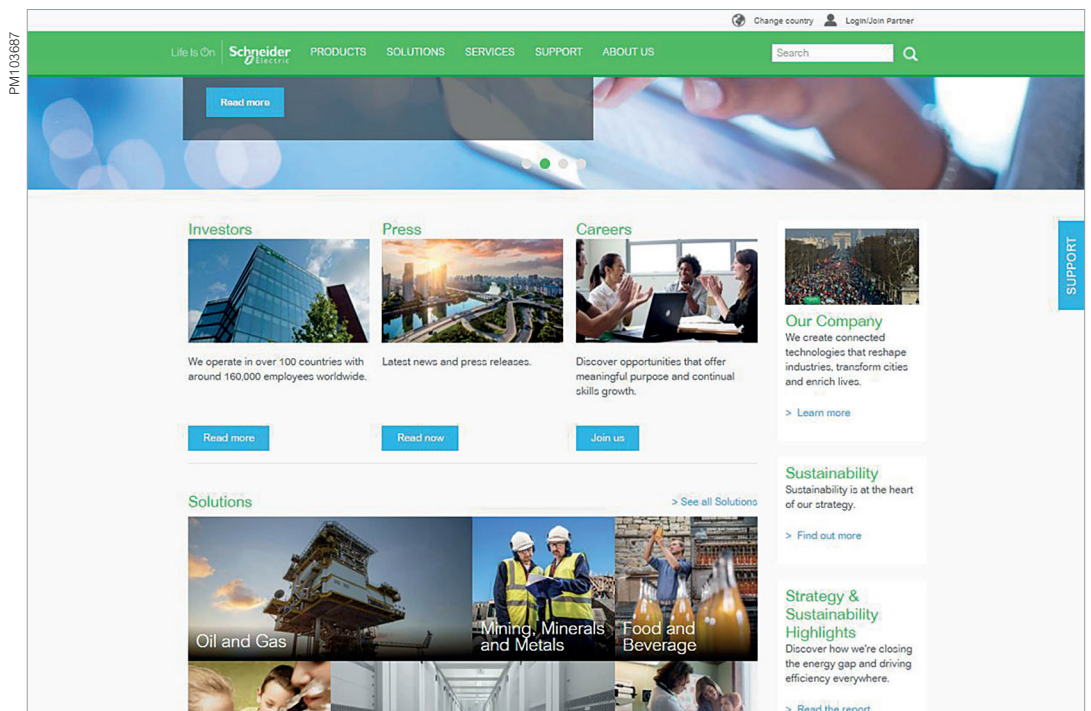 PM103687
Change country
Login/Join Partner
Life Is On
Schneider
Electric
PRODUCTS
SOLUTIONS
SERVICES
SUPPORT
ABOUT US
Search
Read more
SUPPORT
Investors
We operate in over 100 countries with
around 160,000 employees worldwide.
Read more
Press
Latest news and press releases.
Read now
Careers
Discover opportunities that offer
meaningful purpose and continual
skills growth.
Join us
Our Company
We create connected
technologies that reshape
industries, transform cities
and enrich lives.
> Learn more
Solutions
> See all Solutions
Oil and Gas
Mining, Minerals
and Metals
Food and
Beverage
Sustainability
Sustainability is at the heart
of our strategy.
> Find out more
Strategy &
Sustainability
Highlights
Discover how we're closing
the energy gap and driving
efficiency everywhere.
> Read the report